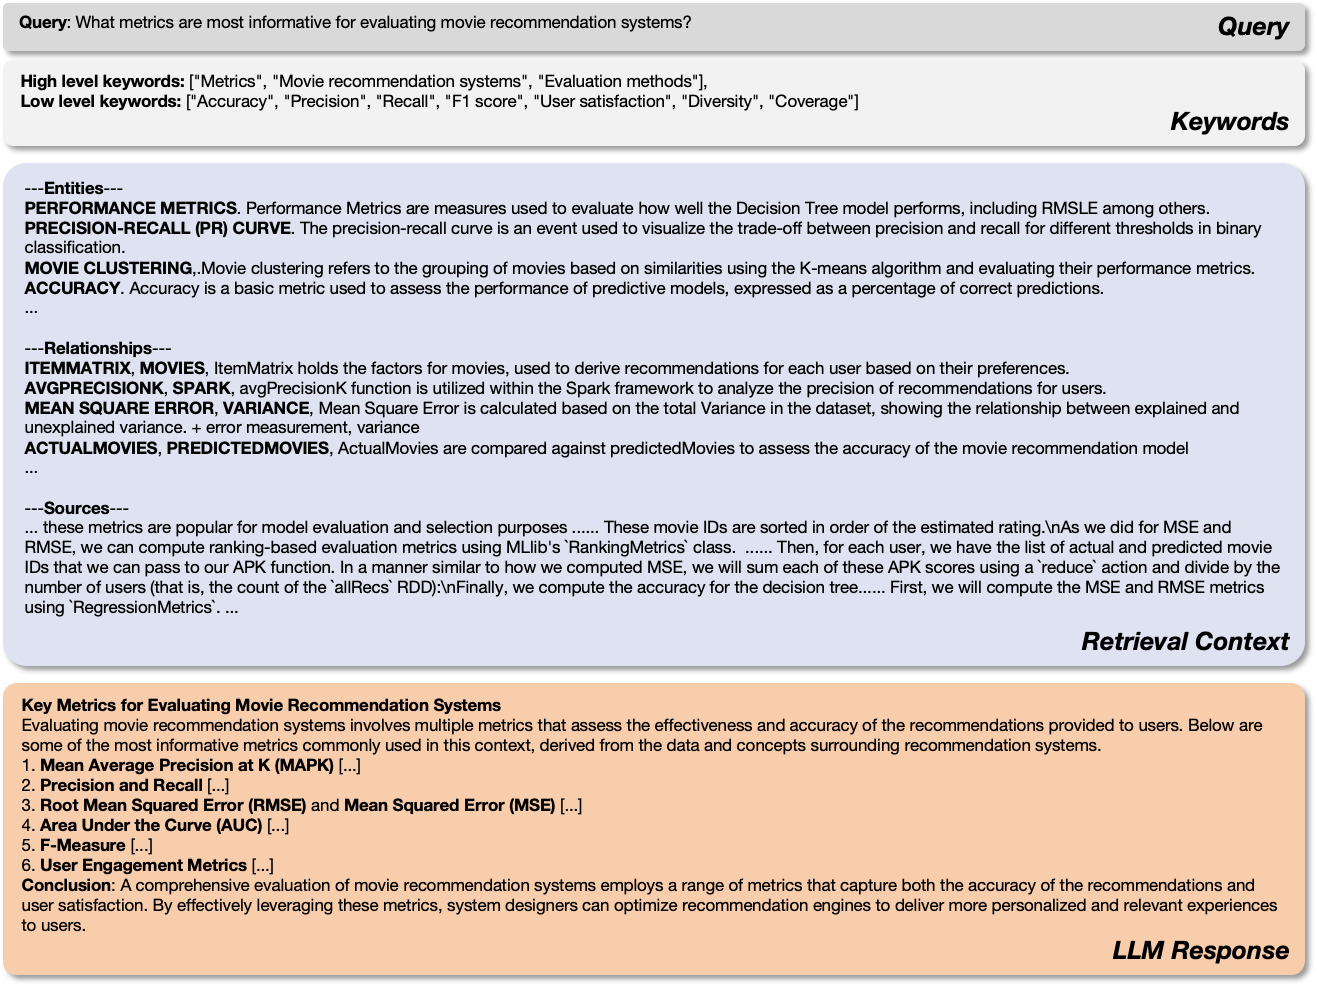 Query: What metrics are most informative for evaluating movie recommendation systems?
Query
High level keywords: ["Metrics", "Movie recommendation systems", "Evaluation methods"],
Low level keywords: ["Accuracy", "Precision", "Recall", "F1 score", "User satisfaction", "Diversity", "Coverage"]
Keywords
---Entities---
PERFORMANCE METRICS. Performance Metrics are measures used to evaluate how well the Decision Tree model performs, including RMSLE among others.
PRECISION-RECALL (PR) CURVE. The precision-recall curve is an event used to visualize the trade-off between precision and recall for different thresholds in binary
classification.
MOVIE CLUSTERING,.Movie clustering refers to the grouping of movies based on similarities using the K-means algorithm and evaluating their performance metrics.
ACCURACY. Accuracy is a basic metric used to assess the performance of predictive models, expressed as a percentage of correct predictions.
...
---Relationships---
ITEMMATRIX, MOVIES, ItemMatrix holds the factors for movies, used to derive recommendations for each user based on their preferences.
AVGPRECISIONK, SPARK, avgPrecisionK function is utilized within the Spark framework to analyze the precision of recommendations for users.
MEAN SQUARE ERROR, VARIANCE, Mean Square Error is calculated based on the total Variance in the dataset, showing the relationship between explained and
unexplained variance. + error measurement, variance
ACTUALMOVIES, PREDICTEDMOVIES, ActualMovies are compared against predictedMovies to assess the accuracy of the movie recommendation model
...
---Sources---
... these metrics are popular for model evaluation and selection purposes ...... These movie IDs are sorted in order of the estimated rating.\nAs we did for MSE and
RMSE, we can compute ranking-based evaluation metrics using MLlib's `RankingMetrics` class.  ...... Then, for each user, we have the list of actual and predicted movie
IDs that we can pass to our APK function. In a manner similar to how we computed MSE, we will sum each of these APK scores using a `reduce` action and divide by the
number of users (that is, the count of the `allRecs` RDD):\nFinally, we compute the accuracy for the decision tree...... First, we will compute the MSE and RMSE metrics
using `RegressionMetrics`. ...
Retrieval Context
Key Metrics for Evaluating Movie Recommendation Systems
Evaluating movie recommendation systems involves multiple metrics that assess the effectiveness and accuracy of the recommendations provided to users. Below are
some of the most informative metrics commonly used in this context, derived from the data and concepts surrounding recommendation systems.
1. Mean Average Precision at K (MAPK) [...]
2. Precision and Recall [...]
3. Root Mean Squared Error (RMSE) and Mean Squared Error (MSE) [...]
4. Area Under the Curve (AUC) [...]
5. F-Measure [...]
6. User Engagement Metrics [...]
Conclusion: A comprehensive evaluation of movie recommendation systems employs a range of metrics that capture both the accuracy of the recommendations and
user satisfaction. By effectively leveraging these metrics, system designers can optimize recommendation engines to deliver more personalized and relevant experiences
to users.
LLM Response